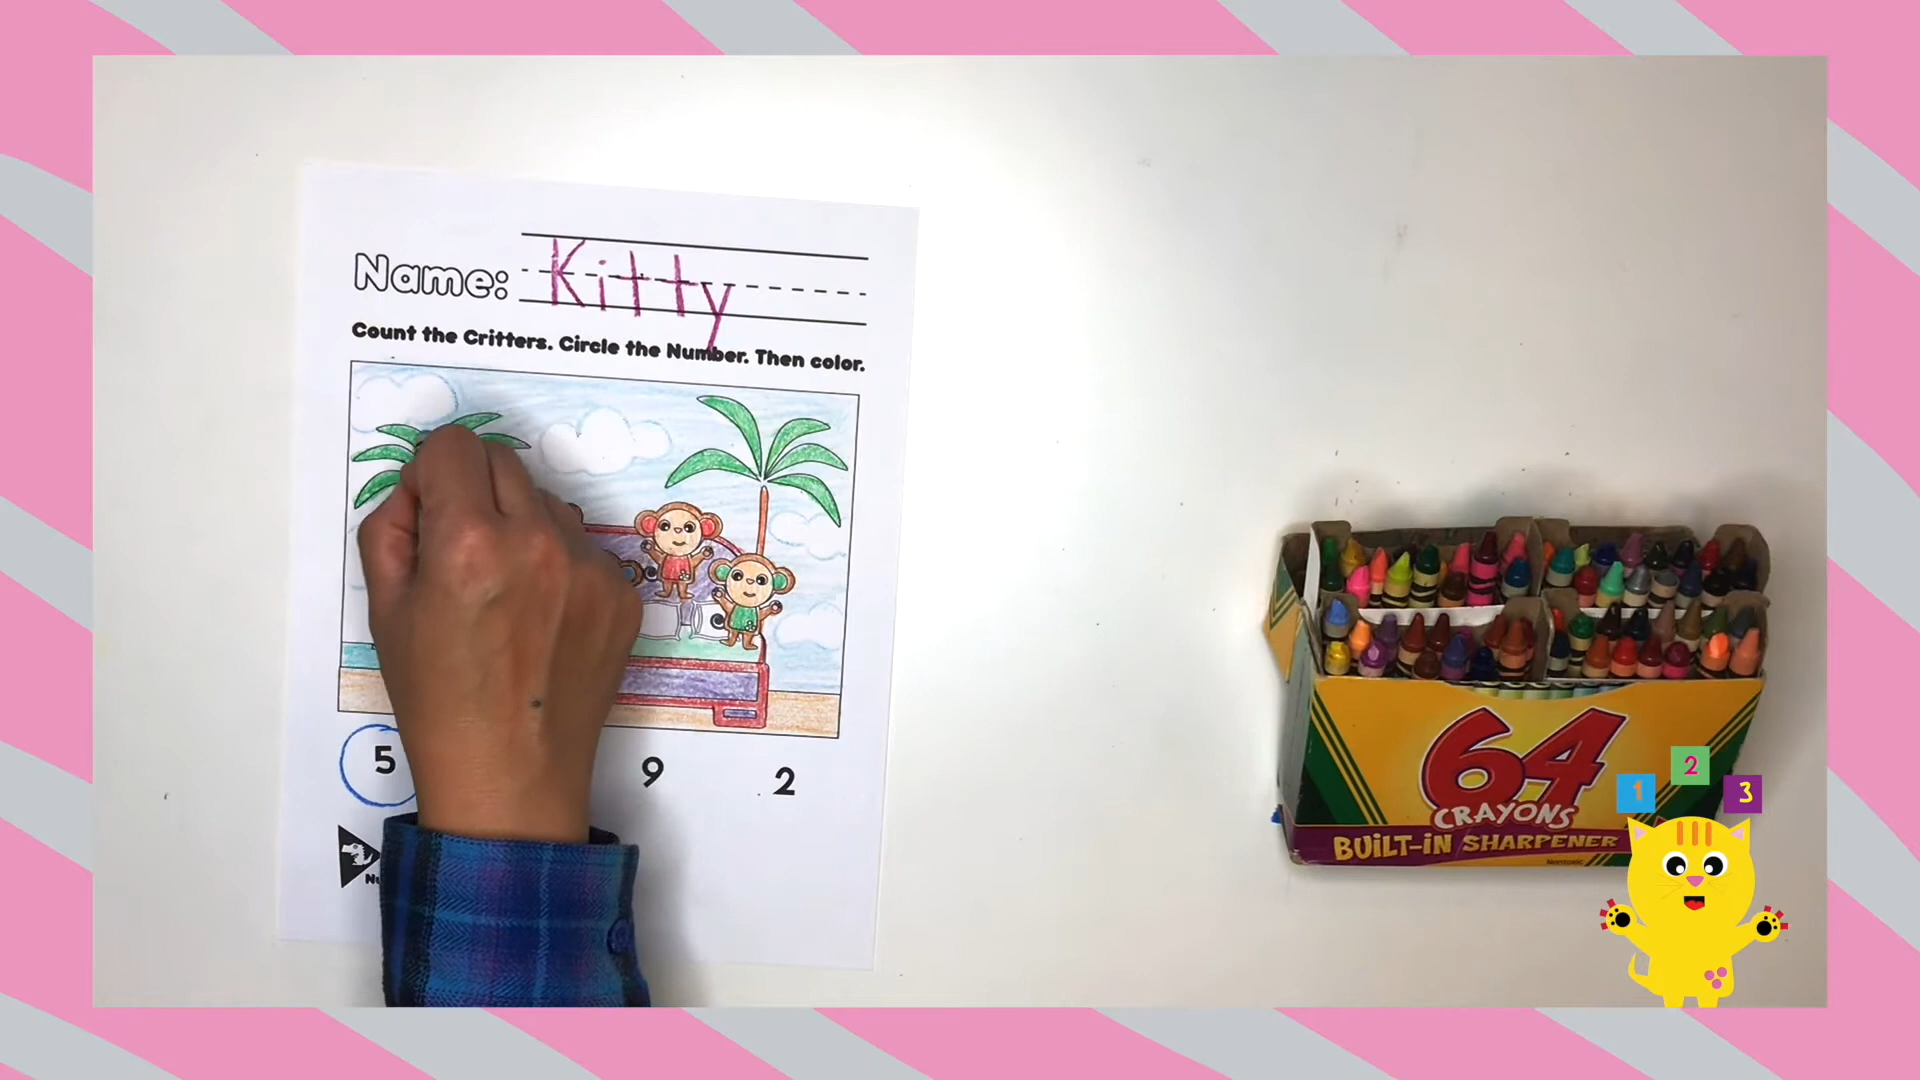 Name: Kitty
Count the Critters. Circle the Number. Then color.
5 9 2
64
CRAYONS
BUILT-IN SHARPENER
Nontoxic
1 2 3